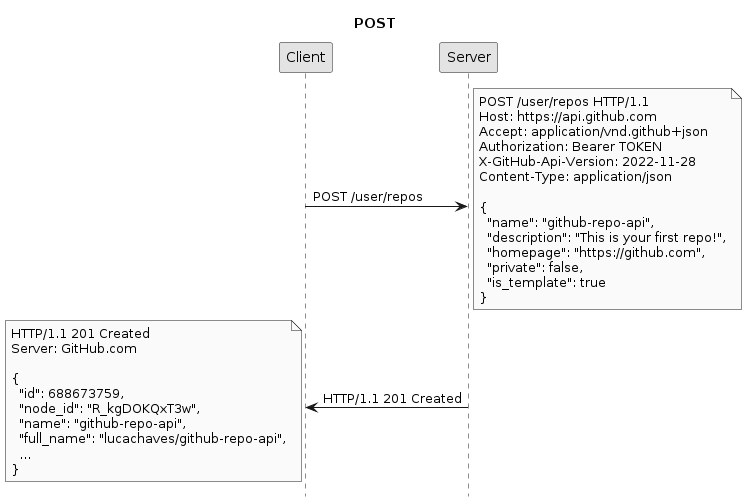 POST
Client
Server
POST /user/repos HTTP/1.1
Host: https://api.github.com
Accept: application/vnd.github+json
Authorization: Bearer TOKEN
X-GitHub-Api-Version: 2022-11-28
Content-Type: application/json
POST /user/repos
{
"name": "github-repo-api",
"description": "This is your first repo!",
"homepage": "https://github.com",
"private": false,
"is_template": true
}
HTTP/1.1 201 Created
Server: GitHub.com
{
"id": 688673759,
"node_id": "R_kgDOKQxT3w",
"name": "github-repo-api",
"full_name": "lucachaves/github-repo-api",
...
}
HTTP/1.1 201 Created